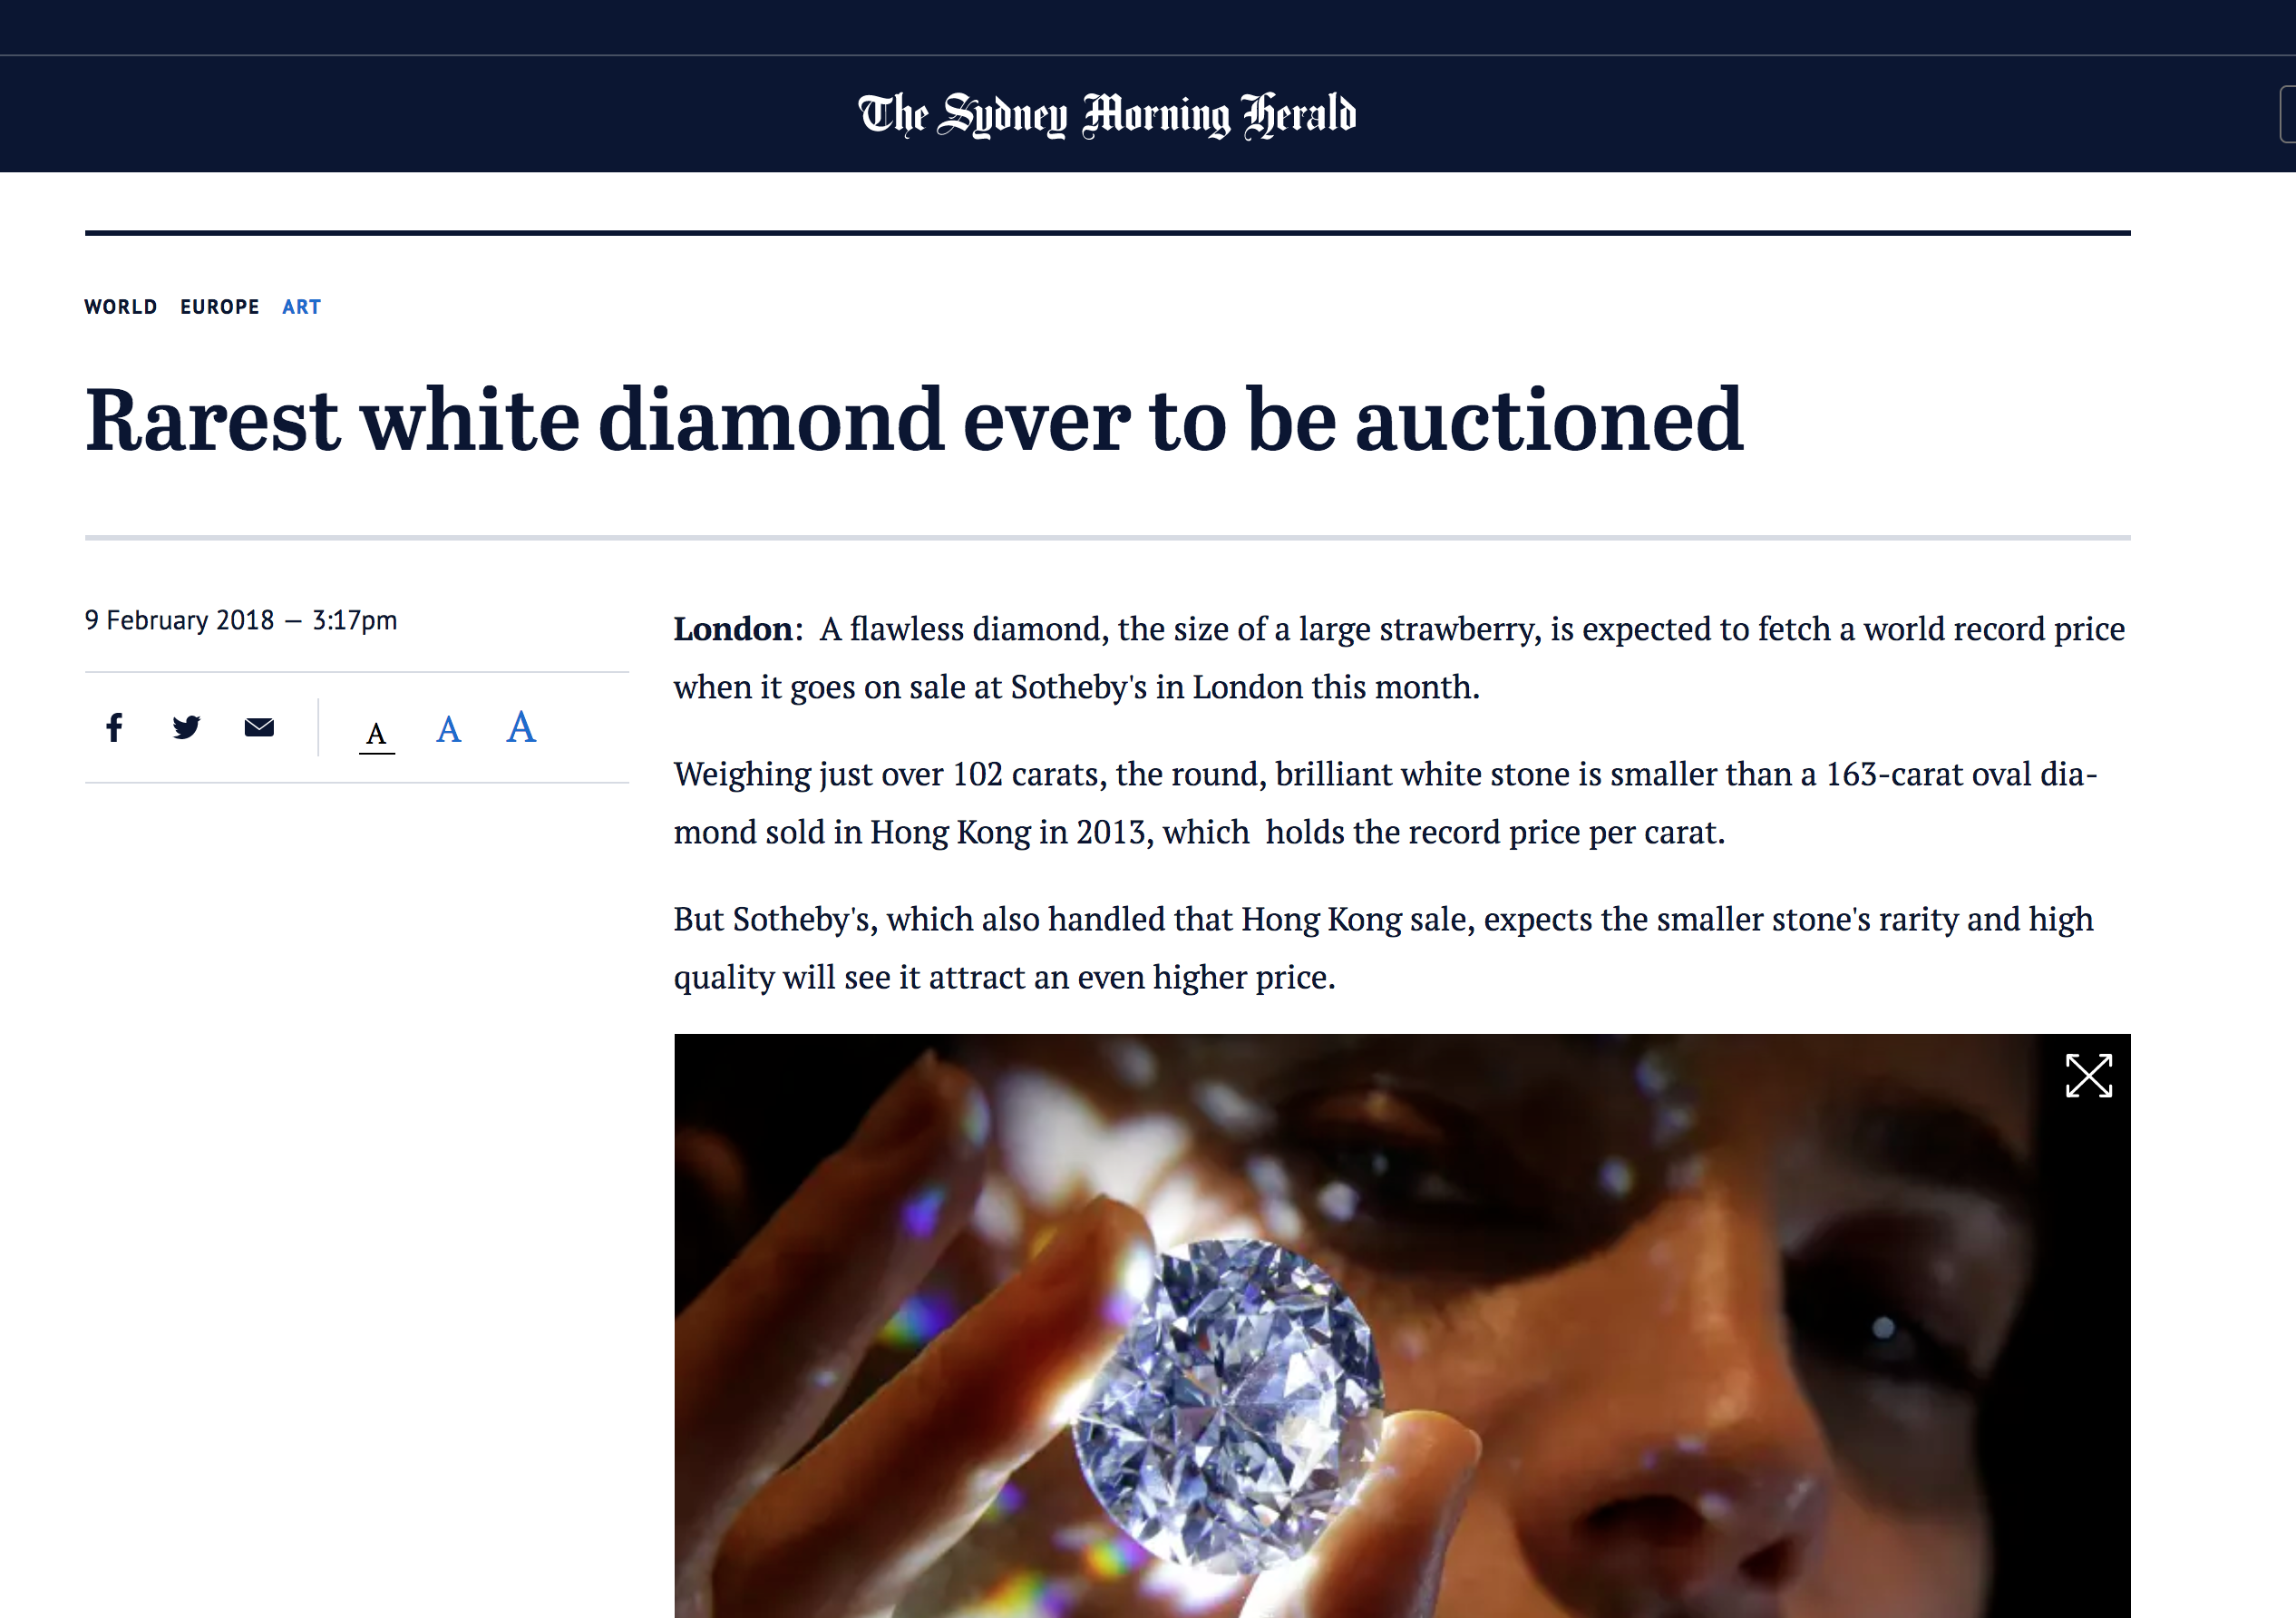 The Sydney Morning Herald
WORLD EUROPE ART
Rarest white diamond ever to be auctioned
9 February 2018 — 3:17pm
A A A
London:  A flawless diamond, the size of a large strawberry, is expected to fetch a world record price
when it goes on sale at Sotheby's in London this month.
Weighing just over 102 carats, the round, brilliant white stone is smaller than a 163-carat oval dia-
mond sold in Hong Kong in 2013, which  holds the record price per carat.
But Sotheby's, which also handled that Hong Kong sale, expects the smaller stone's rarity and high
quality will see it attract an even higher price.